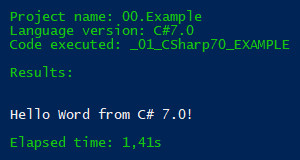 Project name: 00.Example
Language version: C#7.0
Code executed: _01_CSharp70_EXAMPLE
Results:
Hello Word from C# 7.0!
Elapsed time: 1,41s